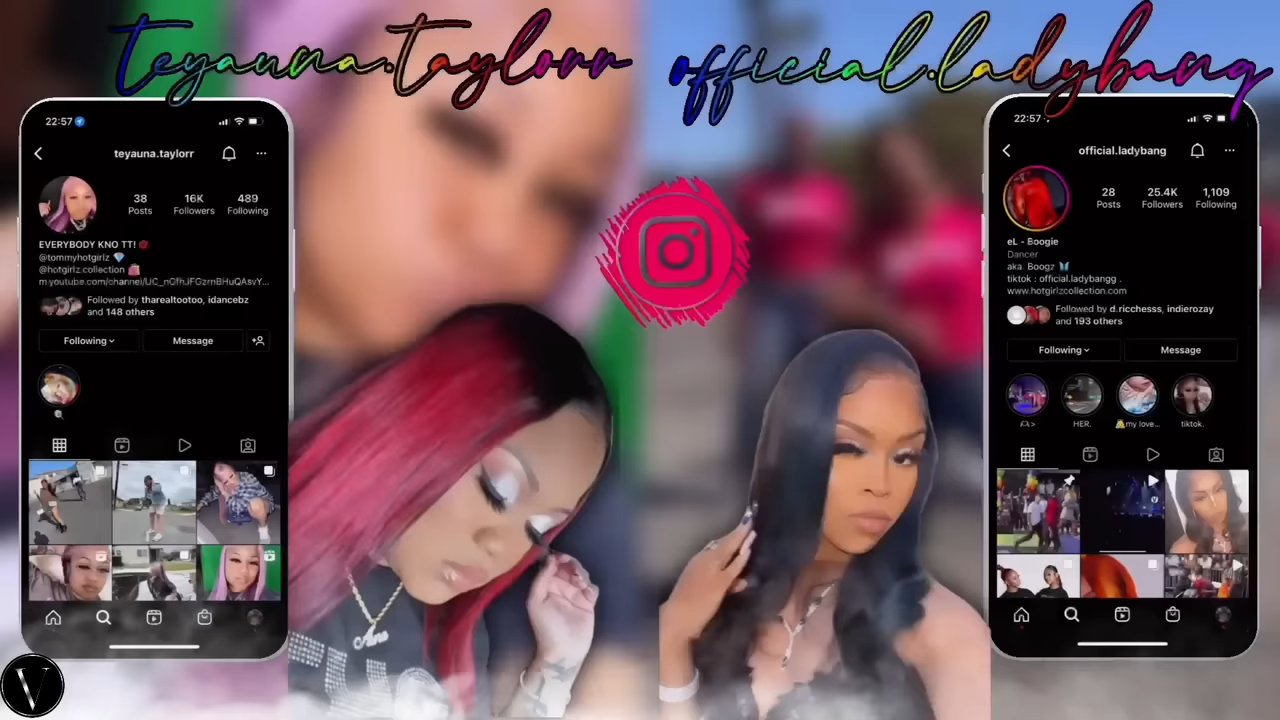 teyauna.taylorr
official.ladybang
22:57
teyauna.taylorr
38
16K
489
Posts
Followers
Following
EVERYBODY KNO TT!
@tommyhotgirlz
@hotgirlz.collection
Followed by tharealtootoo, idancebz
and 148 others
Following
Message
22:57
official.ladybang
28
25.4K
1,109
Posts
Followers
Following
eL - Boogie
Dancer
aka. Boogz
tiktok : official.ladybangg .
www.hotgirlzcollection.com
Followed by d.ricchesss, indierozay
and 193 others
Following
Message
HER.
my love...
tiktok.
V